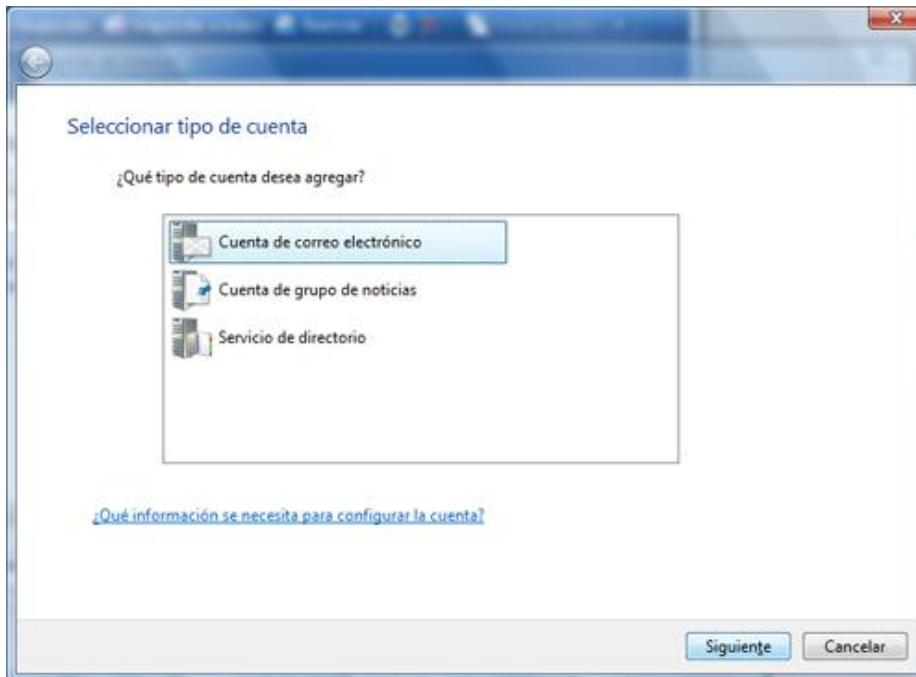 Seleccionar tipo de cuenta
¿Qué tipo de cuenta desea agregar?
Cuenta de correo electrónico
Cuenta de grupo de noticias
Servicio de directorio
¿Qué información se necesita para configurar la cuenta?
Siguiente
Cancelar